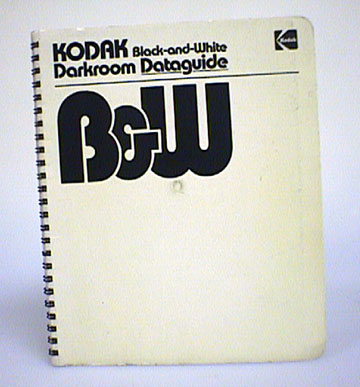 KODAK Black-and-White
Darkroom Dataguide
Kodak
B&W